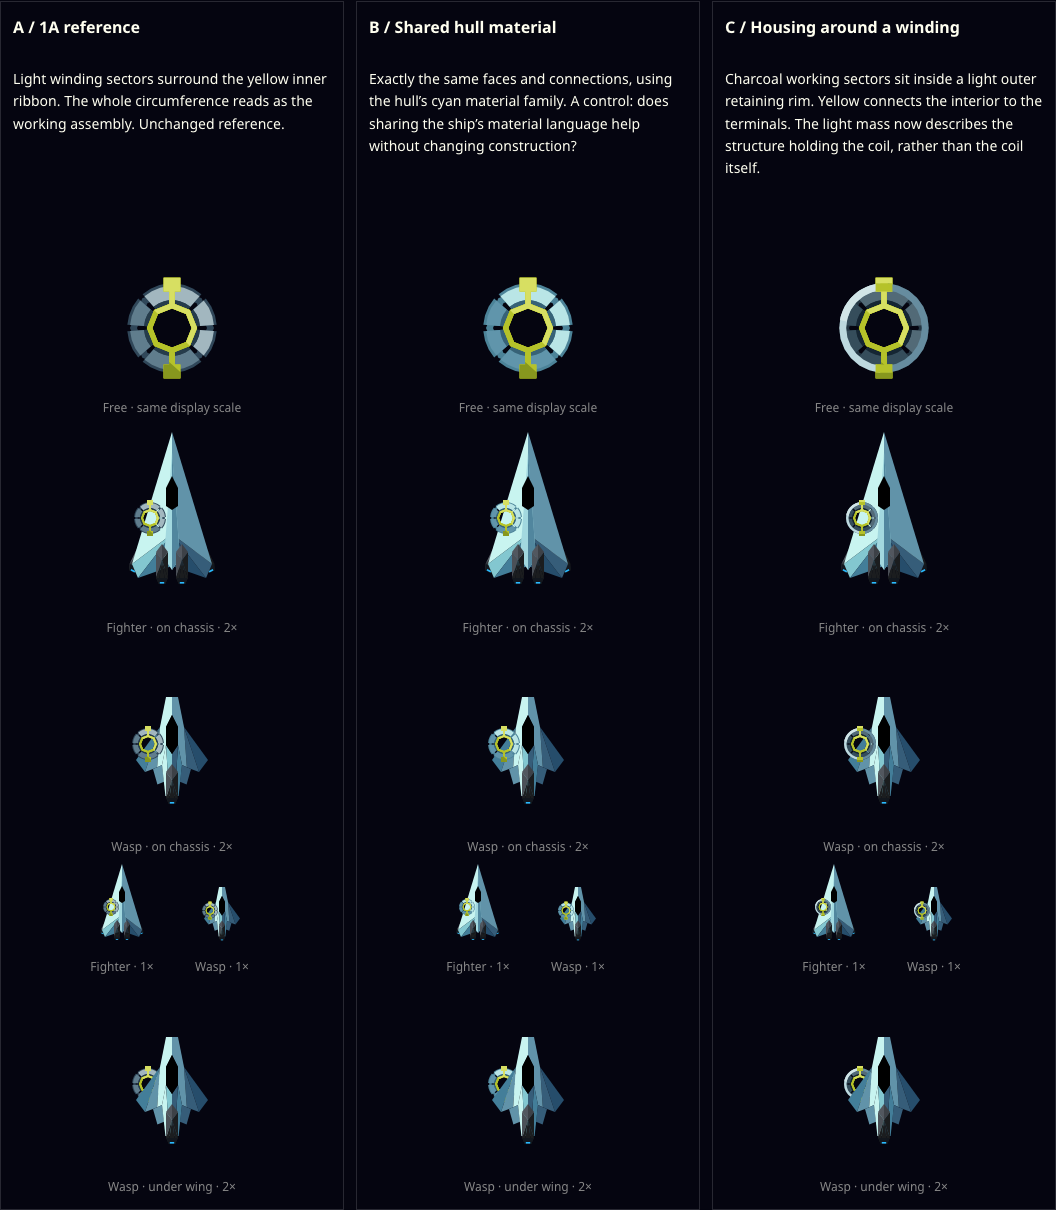 A / 1A reference
Light winding sectors surround the yellow inner
ribbon. The whole circumference reads as the
working assembly. Unchanged reference.
Free · same display scale
Fighter · on chassis · 2×
Wasp · on chassis · 2×
Fighter · 1×
Wasp · 1×
Wasp · under wing · 2×
B / Shared hull material
Exactly the same faces and connections, using
the hull’s cyan material family. A control: does
sharing the ship’s material language help
without changing construction?
Free · same display scale
Fighter · on chassis · 2×
Wasp · on chassis · 2×
Fighter · 1×
Wasp · 1×
Wasp · under wing · 2×
C / Housing around a winding
Charcoal working sectors sit inside a light outer
retaining rim. Yellow connects the interior to the
terminals. The light mass now describes the
structure holding the coil, rather than the coil
itself.
Free · same display scale
Fighter · on chassis · 2×
Wasp · on chassis · 2×
Fighter · 1×
Wasp · 1×
Wasp · under wing · 2×